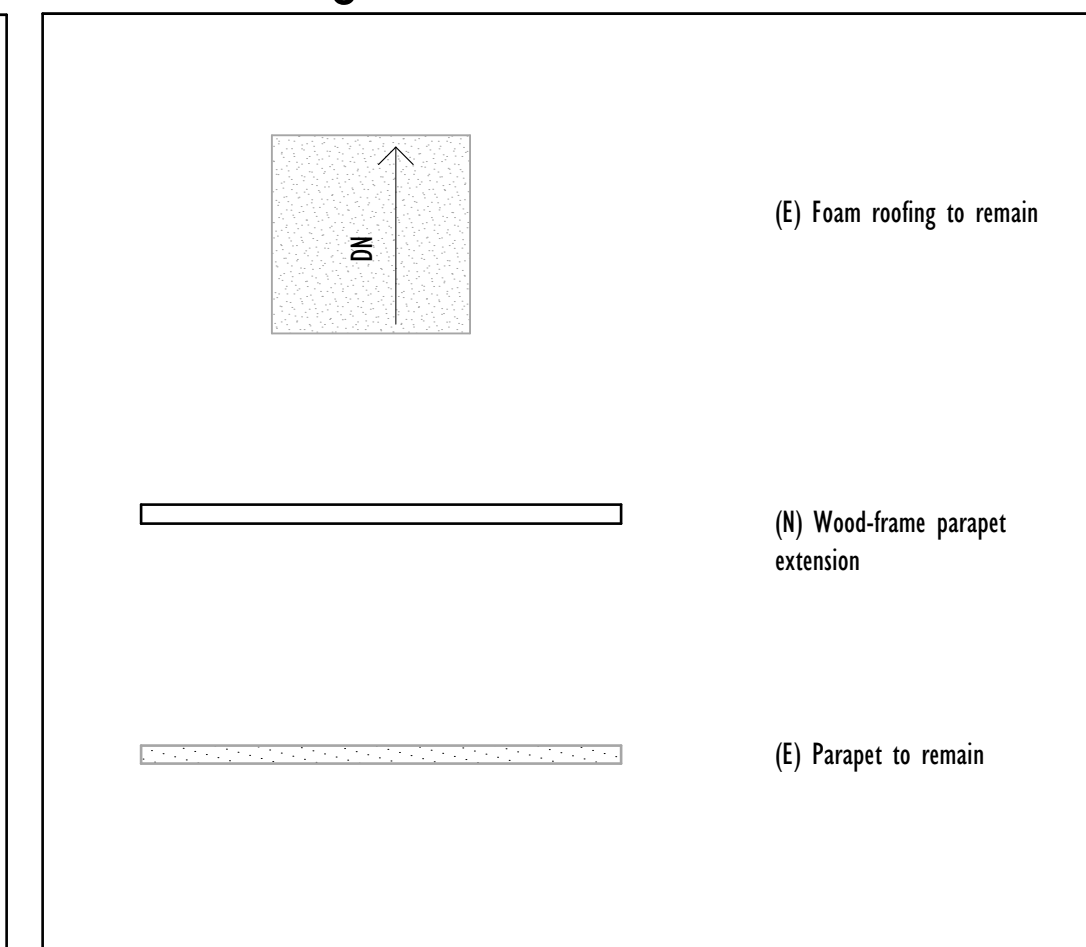 DN
(E) Foam roofing to remain
(N) Wood-frame parapet
extension
(E) Parapet to remain